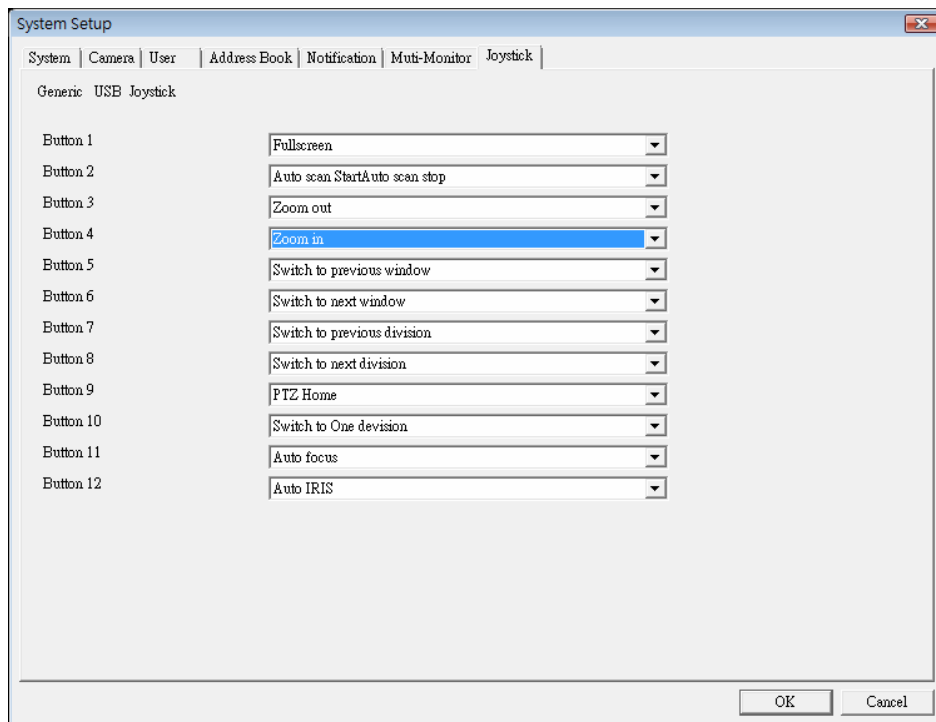 System Setup
System Camera User Address Book Notification Muti-Monitor Joystick
Generic USB Joystick
Button 1 Fullscreen
Button 2 Auto scan StartAuto scan stop
Button 3 Zoom out
Button 4 Zoom in
Button 5 Switch to previous window
Button 6 Switch to next window
Button 7 Switch to previous division
Button 8 Switch to next division
Button 9 PTZ Home
Button 10 Switch to One devision
Button 11 Auto focus
Button 12 Auto IRIS
OK Cancel